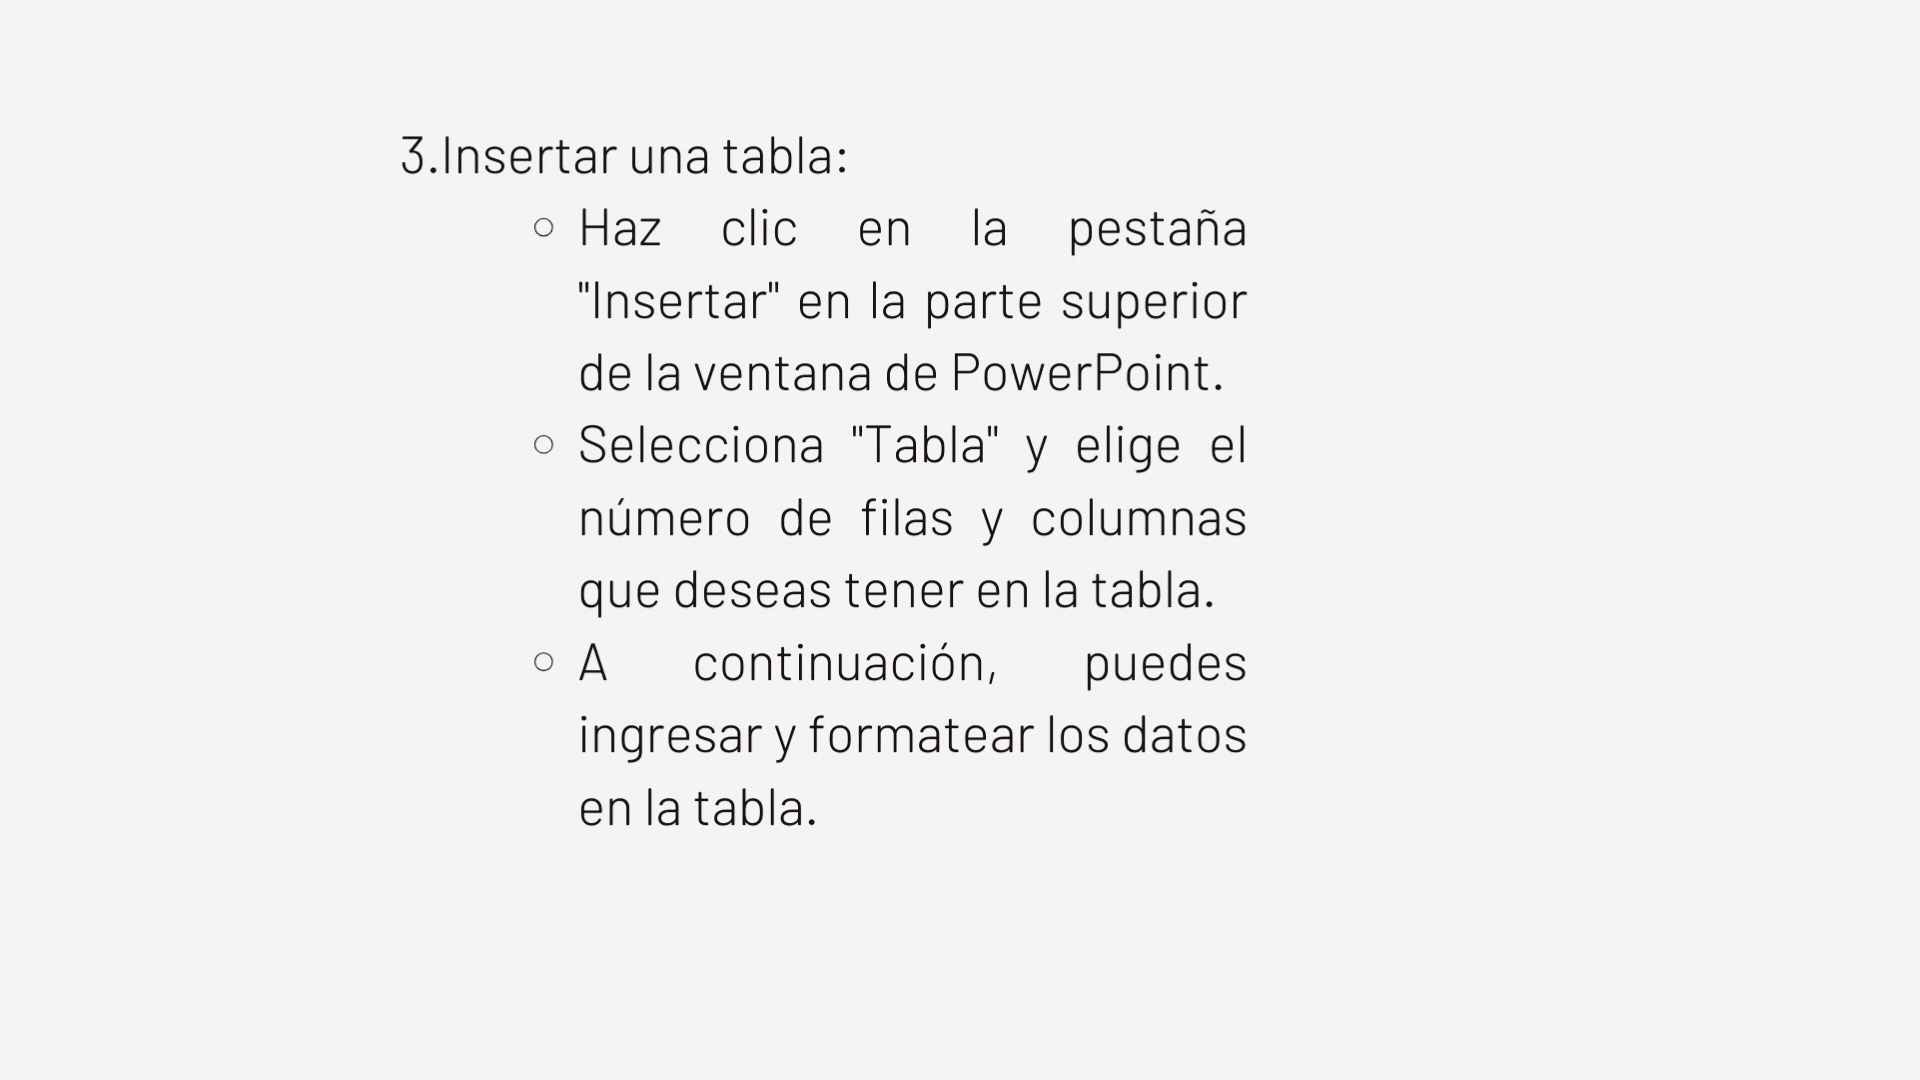 3.Insertar una tabla:
○ Haz clic en la pestaña
"Insertar" en la parte superior
de la ventana de PowerPoint.
○ Selecciona "Tabla" y elige el
número de filas y columnas
que deseas tener en la tabla.
○ A continuación, puedes
ingresar y formatear los datos
en la tabla.